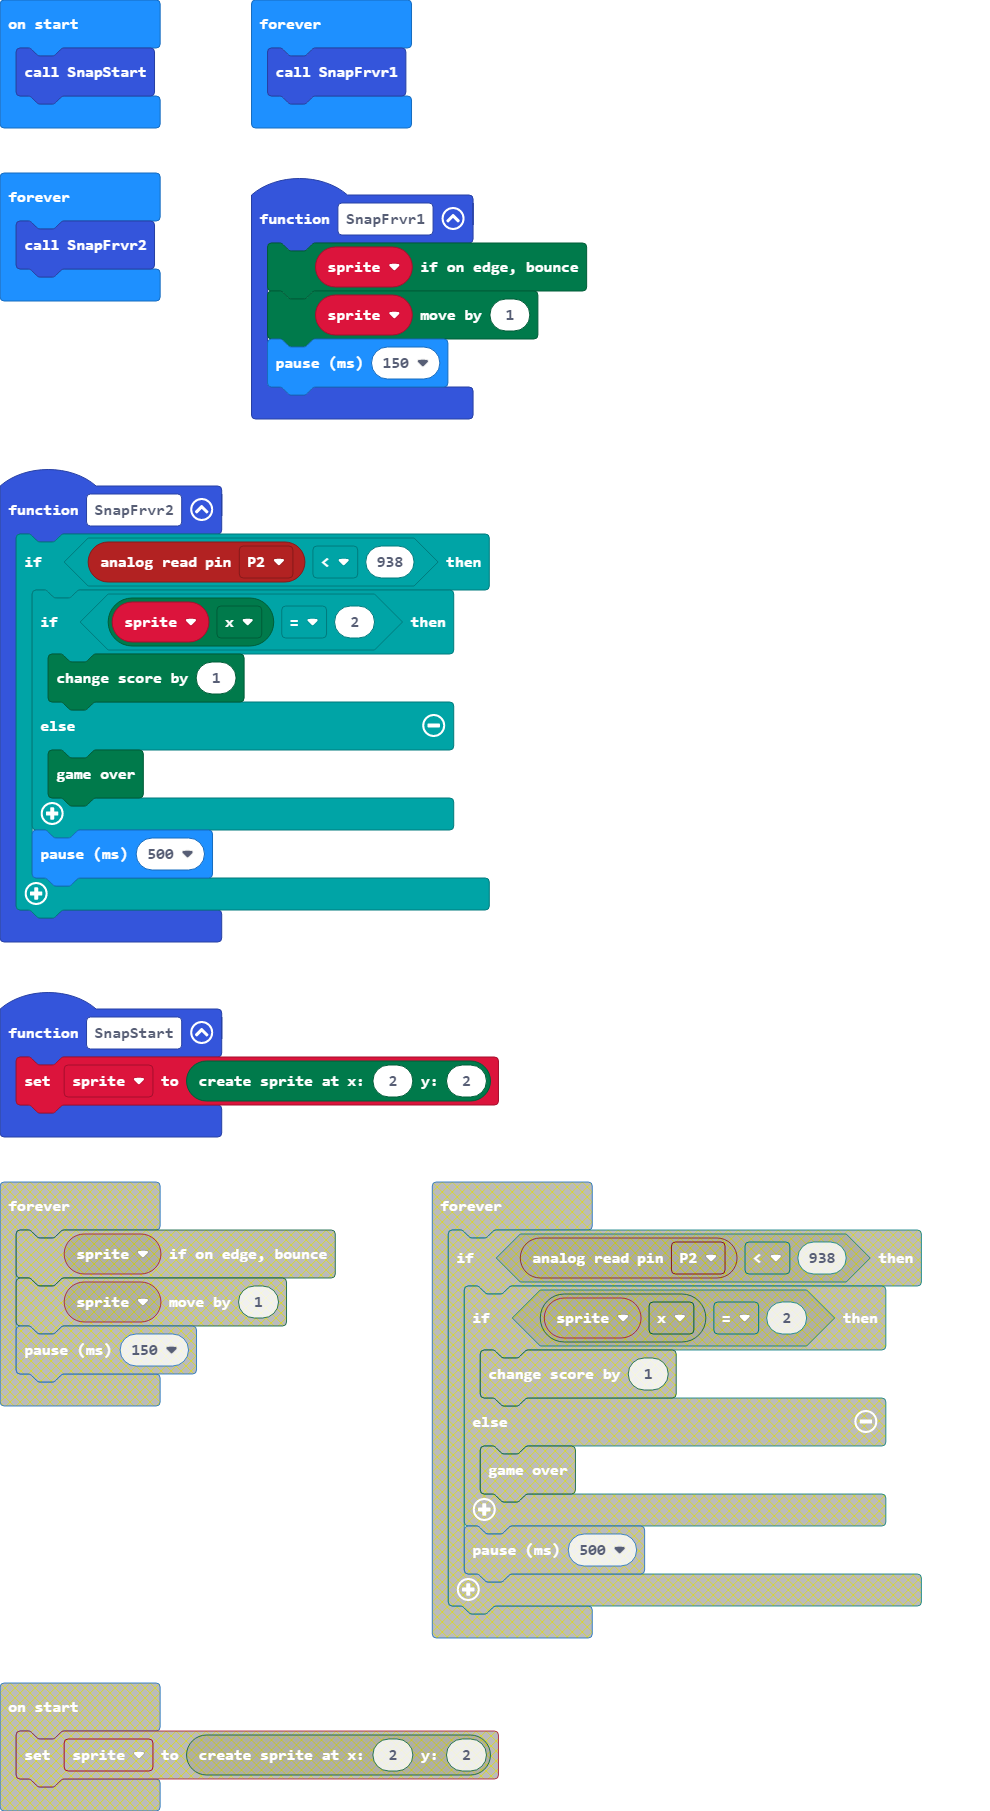 on start
call SnapStart
forever
call SnapFrvr1
forever
call SnapFrvr2
function SnapFrvr1
sprite if on edge, bounce
sprite move by 1
pause (ms) 150
function SnapFrvr2
if analog read pin P2 < 938 then
if sprite x = 2 then
change score by 1
else
game over
pause (ms) 500
function SnapStart
set sprite to create sprite at x: 2 y: 2
forever
sprite if on edge, bounce
sprite move by 1
pause (ms) 150
forever
if analog read pin P2 < 938 then
if sprite x = 2 then
change score by 1
else
game over
pause (ms) 500
on start
set sprite to create sprite at x: 2 y: 2